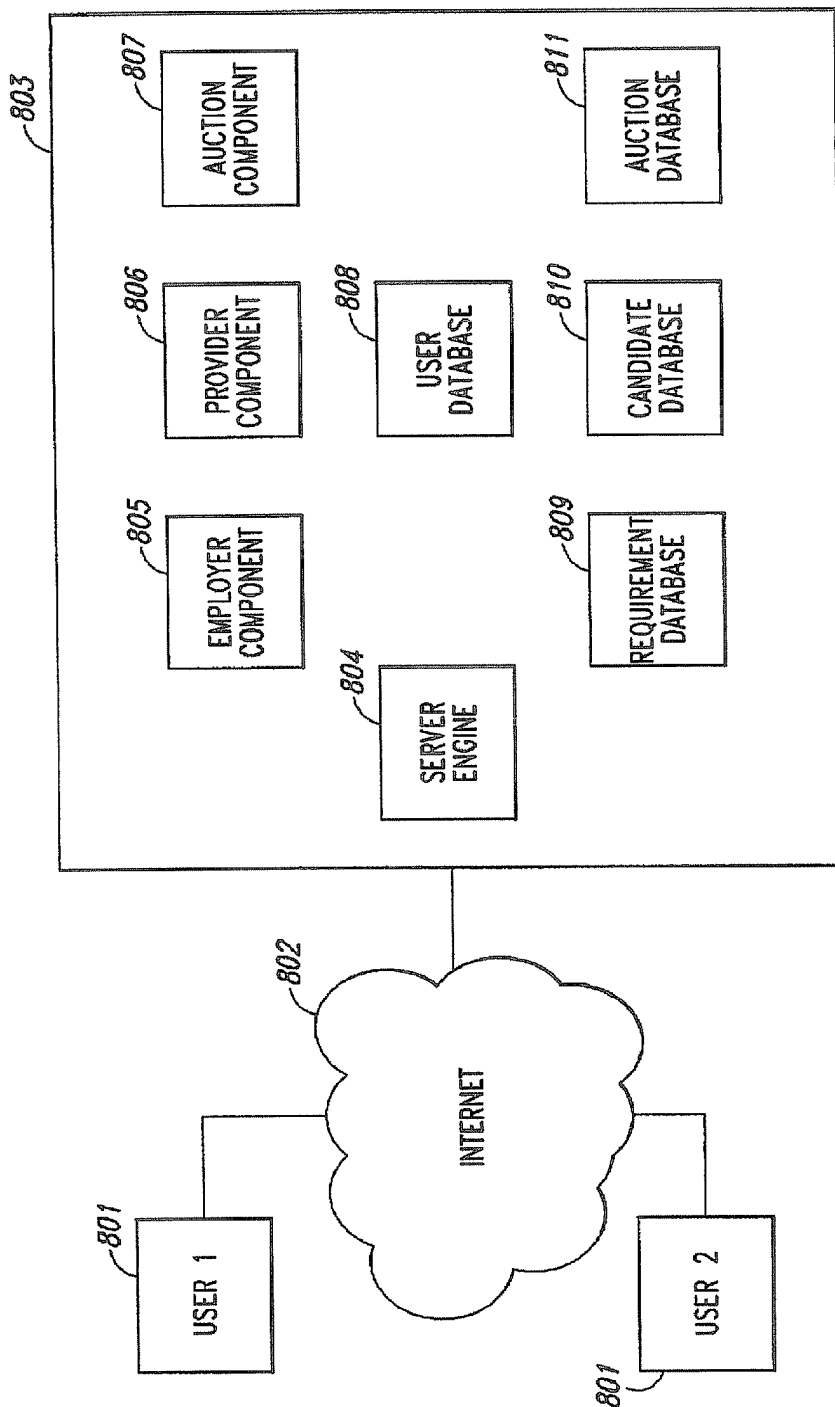 803
805
EMPLOYER
COMPONENT
806
PROVIDER
COMPONENT
807
AUCTION
COMPONENT
804
SERVER
ENGINE
808
USER
DATABASE
809
REQUIREMENT
DATABASE
810
CANDIDATE
DATABASE
811
AUCTION
DATABASE
801
USER 1
802
INTERNET
801
USER 2